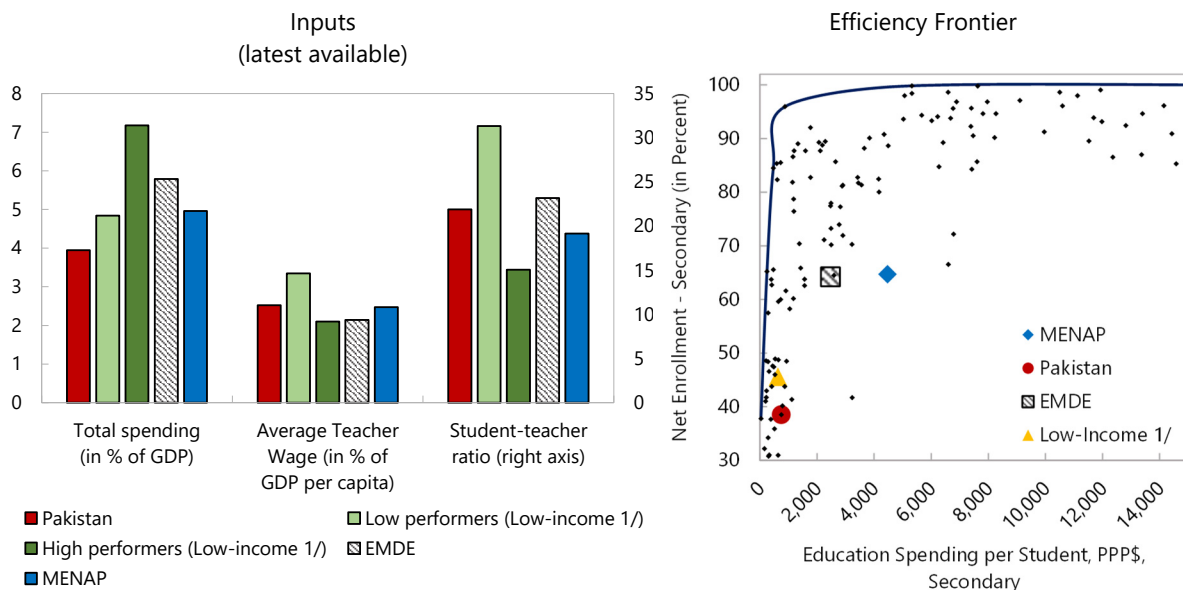 Inputs
(latest available)
8
7
6
5
4
3
2
1
0
35
30
25
20
15
10
5
0
Total spending
(in % of GDP)
Average Teacher
Wage (in % of
GDP per capita)
Student-teacher
ratio (right axis)
Pakistan
Low performers (Low-income 1/)
High performers (Low-income 1/)
EMDE
MENAP
Efficiency Frontier
Net Enrollment - Secondary (in Percent)
100
90
80
70
60
50
40
30
MENAP
Pakistan
EMDE
Low-Income 1/
0
2,000
4,000
6,000
8,000
10,000
12,000
14,000
Education Spending per Student, PPP$,
Secondary